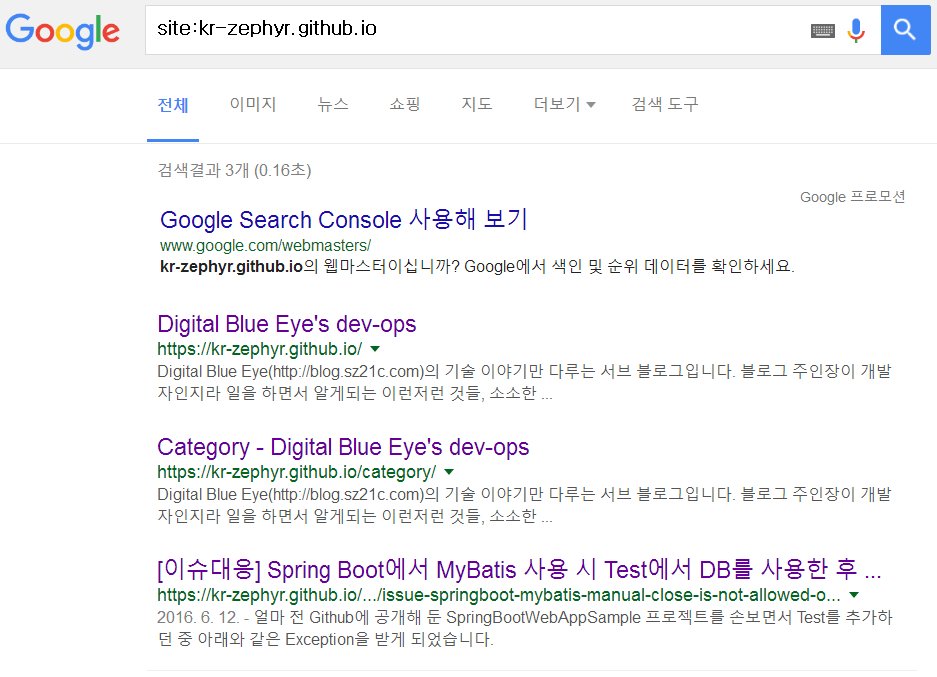 Google
site:kr-zephyr.github.io
전체 이미지 뉴스 쇼핑 지도 더보기 검색 도구
검색결과 3개 (0.16초)
Google 프로모션
Google Search Console 사용해 보기
www.google.com/webmasters/
kr-zephyr.github.io의 웹마스터이십니까? Google에서 색인 및 순위 데이터를 확인하세요.
Digital Blue Eye's dev-ops
https://kr-zephyr.github.io/
Digital Blue Eye(http://blog.sz21c.com)의 기술 이야기만 다루는 서브 블로그입니다. 블로그 주인장이 개발
자인지라 일을 하면서 알게되는 이런저런 것들, 소소한 ...
Category - Digital Blue Eye's dev-ops
https://kr-zephyr.github.io/category/
Digital Blue Eye(http://blog.sz21c.com)의 기술 이야기만 다루는 서브 블로그입니다. 블로그 주인장이 개발
자인지라 일을 하면서 알게되는 이런저런 것들, 소소한 ...
[이슈대응] Spring Boot에서 MyBatis 사용 시 Test에서 DB를 사용한 후 ...
https://kr-zephyr.github.io/.../issue-springboot-mybatis-manual-close-is-not-allowed-o...
2016. 6. 12. - 얼마 전 Github에 공개해 둔 SpringBootWebAppSample 프로젝트를 손보면서 Test를 추가하
던 중 아래와 같은 Exception을 받게 되었습니다.